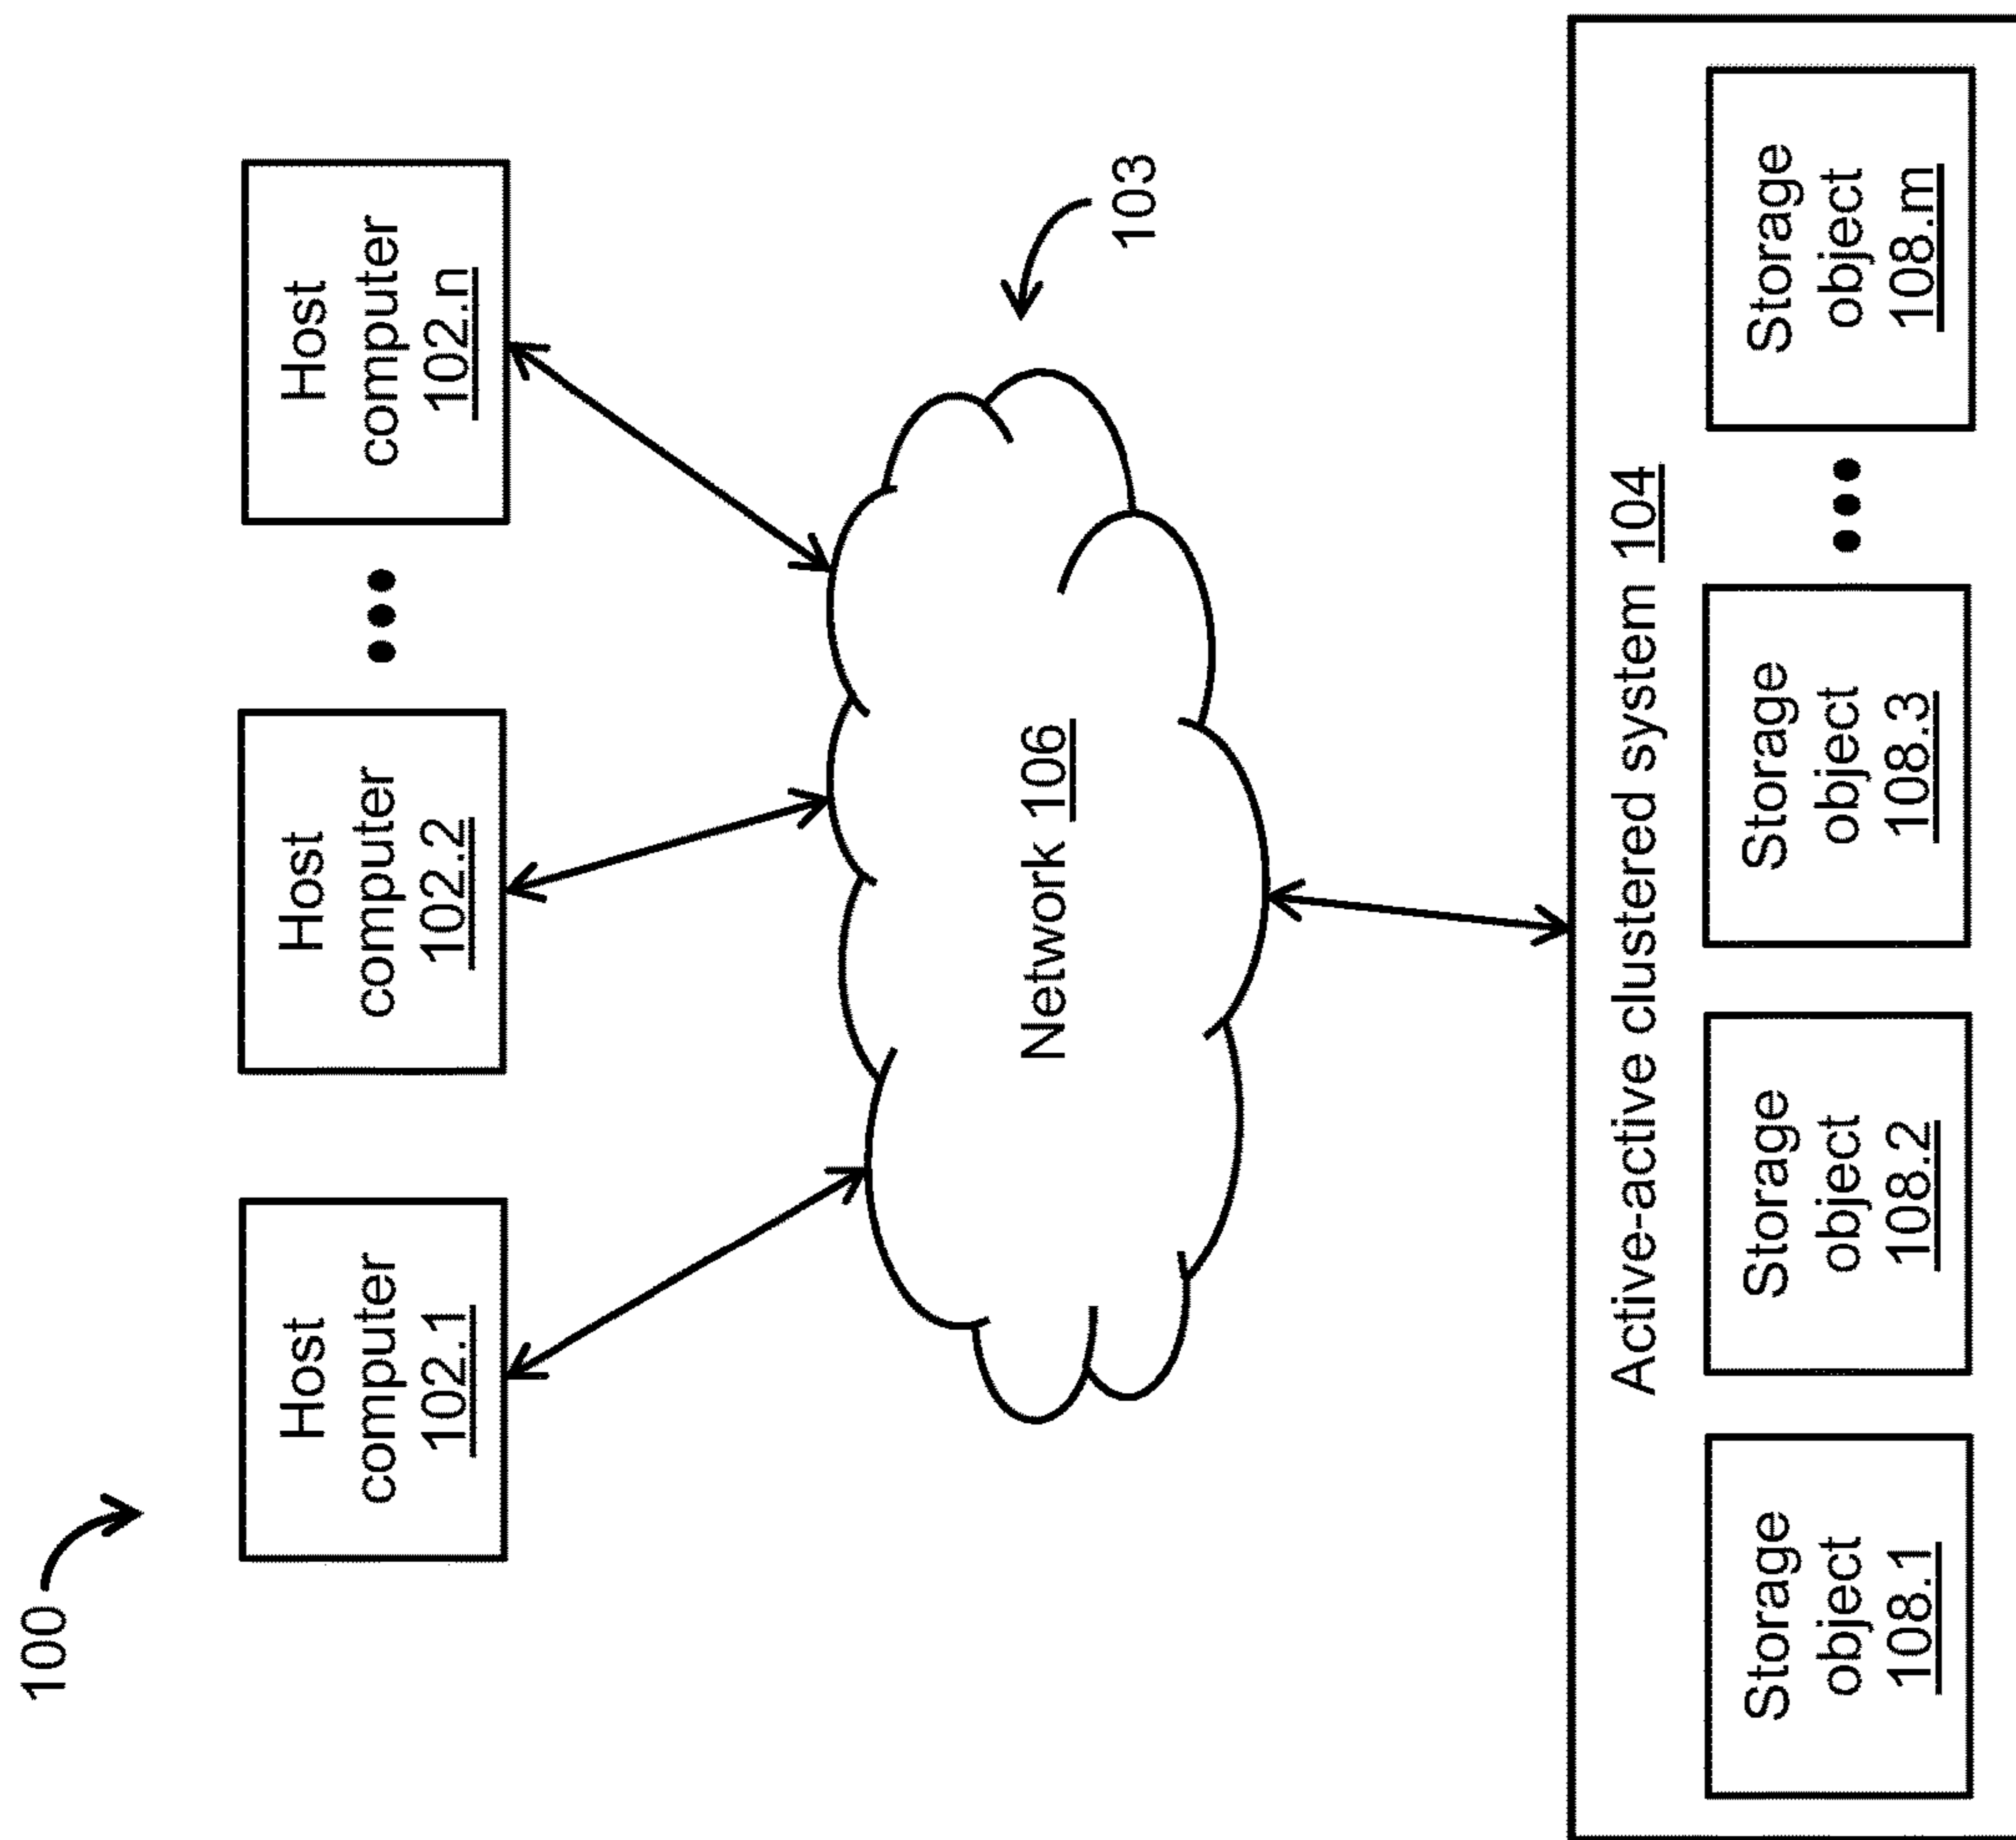 100
Host
computer
102.1
Host
computer
102.2
Host
computer
102.n
103
Network 106
Active-active clustered system 104
Storage
object
108.1
Storage
object
108.2
Storage
object
108.3
Storage
object
108.m